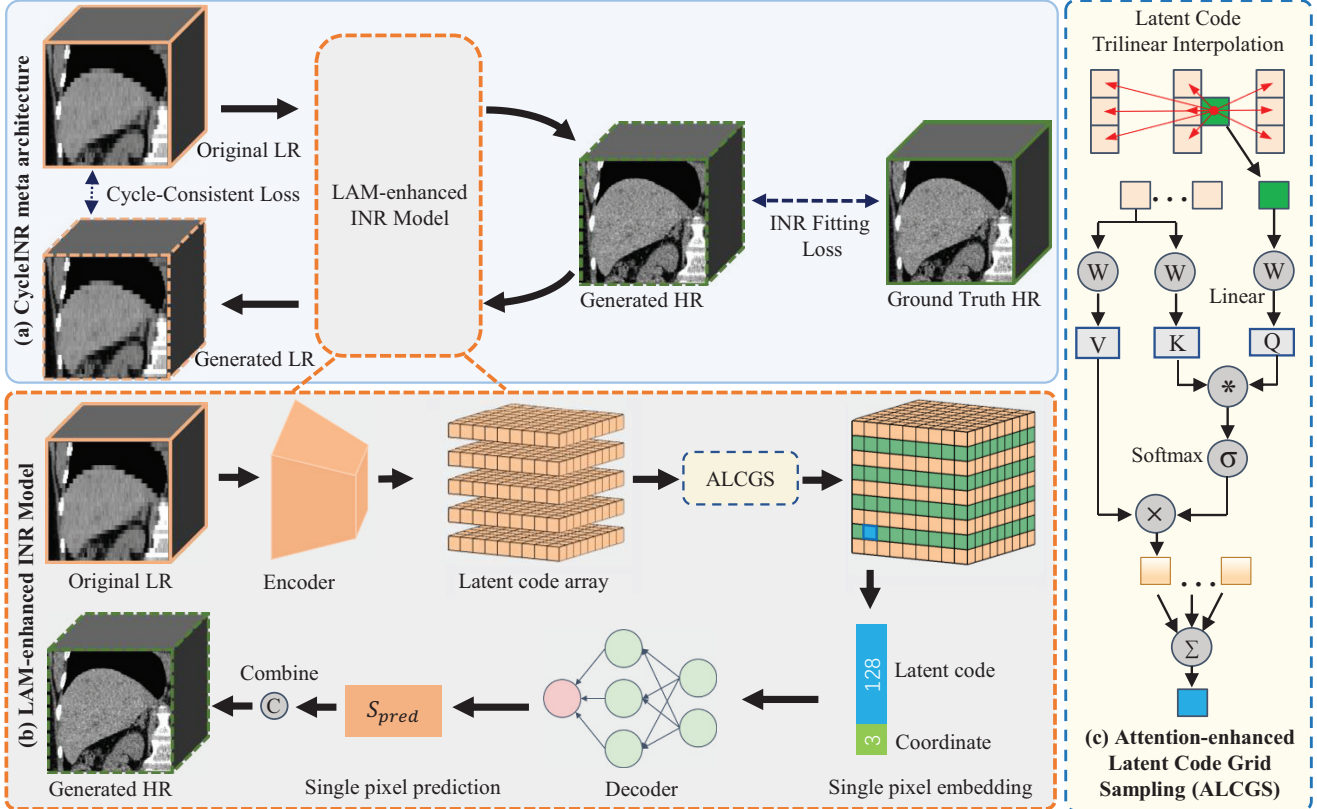 (a) CycleINR meta architecture
Original LR
Cycle-Consistent Loss
Generated LR
LAM-enhanced
INR Model
Generated HR
INR Fitting
Loss
Ground Truth HR
(b) LAM-enhanced INR Model
Original LR
Encoder
Latent code array
ALCGS
128
Latent code
3
Coordinate
Single pixel embedding
Decoder
S_pred
Single pixel prediction
Combine
C
Generated HR
Latent Code
Trilinear Interpolation
W
W
W
Linear
V
K
Q
*
Softmax
σ
×
Σ
(c) Attention-enhanced
Latent Code Grid
Sampling (ALCGS)